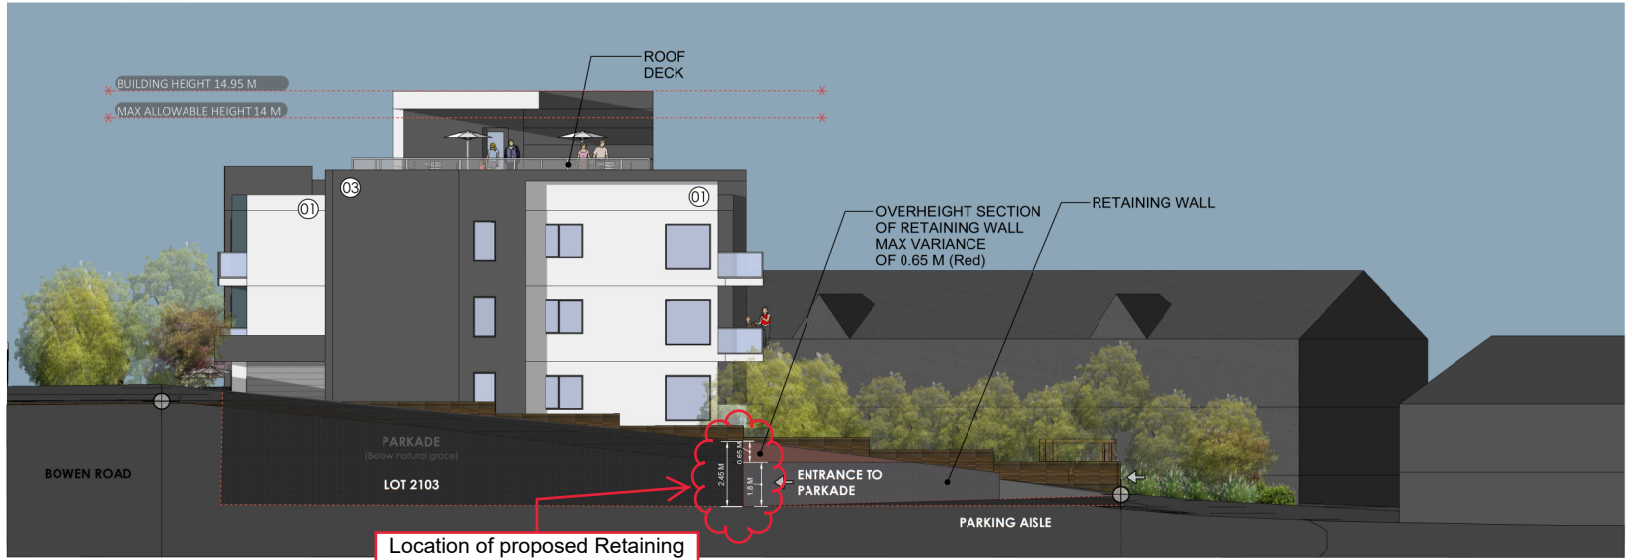 ROOF
DECK
BUILDING HEIGHT 14.95 M
MAX ALLOWABLE HEIGHT 14 M
03
01
01
OVERHEIGHT SECTION
OF RETAINING WALL
MAX VARIANCE
OF 0.65 M (Red)
RETAINING WALL
PARKADE
(Below natural grace)
BOWEN ROAD
LOT 2103
2.45 M
0.65 M
1.8 M
ENTRANCE TO
PARKADE
PARKING AISLE
Location of proposed Retaining